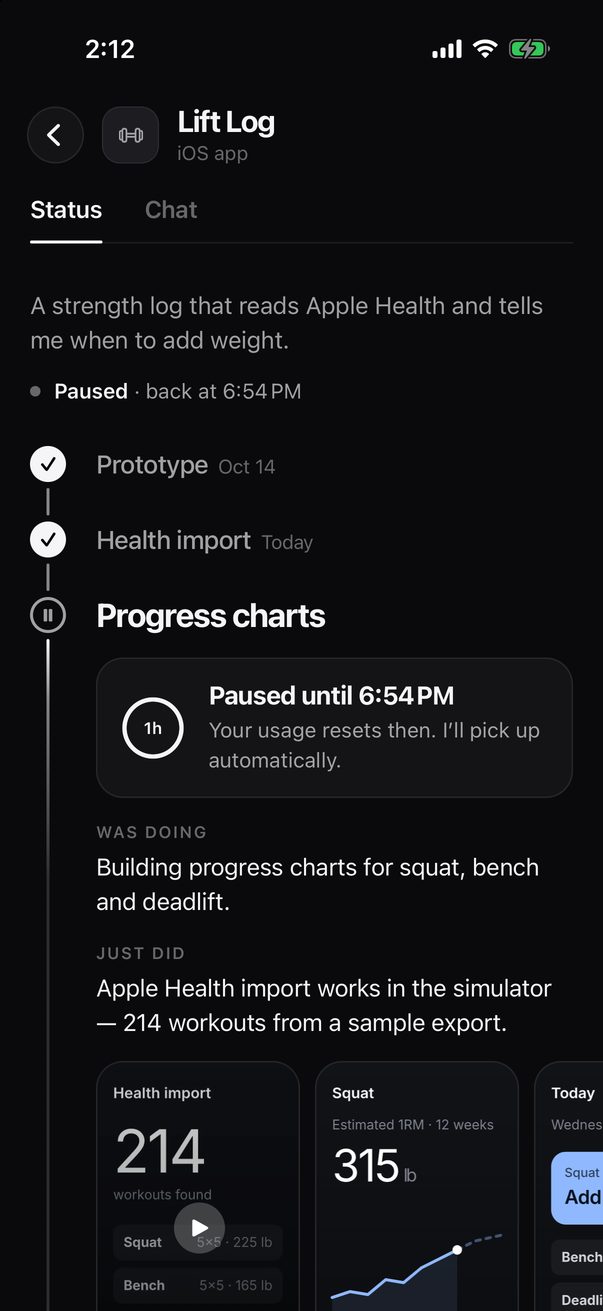 2:12
Lift Log
iOS app
Status Chat
A strength log that reads Apple Health and tells
me when to add weight.
Paused · back at 6:54 PM
Prototype Oct 14
Health import Today
Progress charts
1h
Paused until 6:54 PM
Your usage resets then. I’ll pick up
automatically.
WAS DOING
Building progress charts for squat, bench
and deadlift.
JUST DID
Apple Health import works in the simulator
— 214 workouts from a sample export.
Health import
214
workouts found
Squat 5×5 · 225 lb
Bench 5×5 · 165 lb
Squat
Estimated 1RM · 12 weeks
315 lb
Today
Wednes
Squat
Add
Bench
Deadli